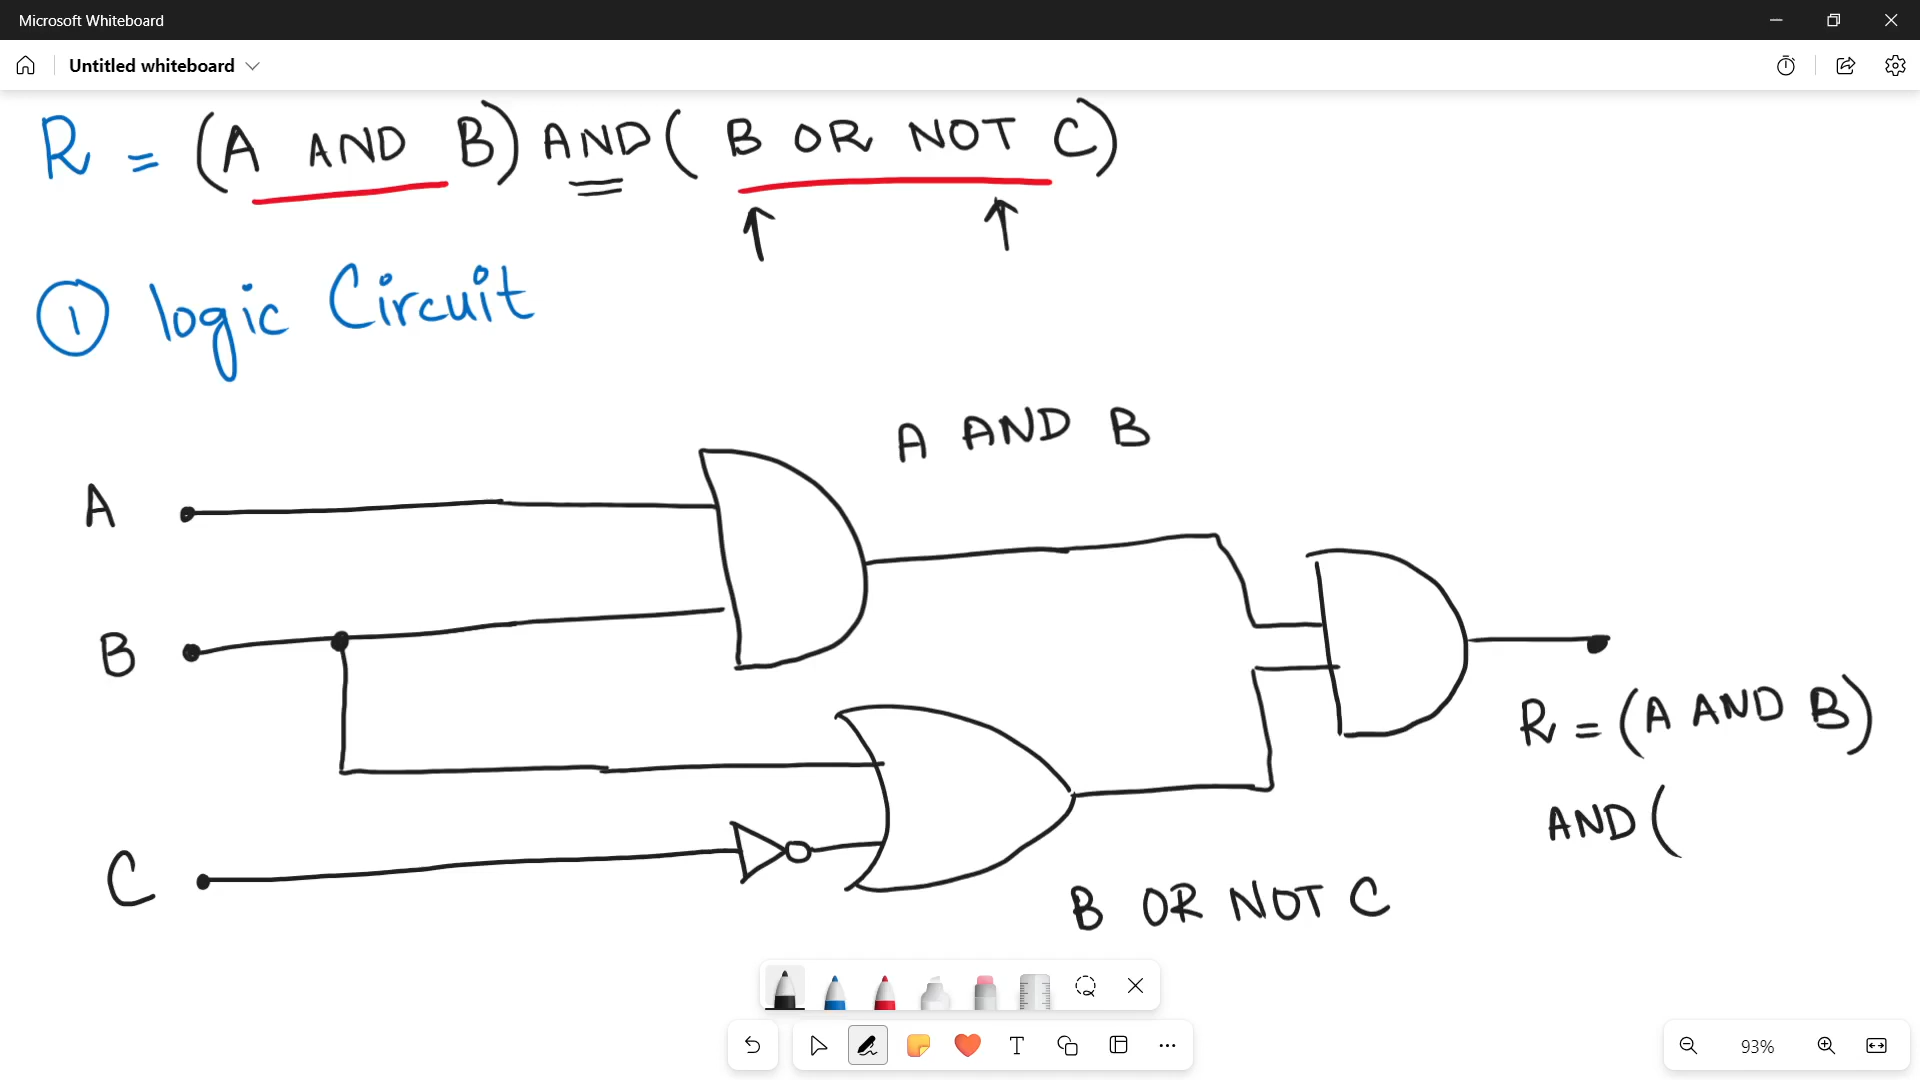 Microsoft Whiteboard
Untitled whiteboard
R = (A AND B) AND ( B OR NOT C)
① logic Circuit
A AND B
A
B
R = (A AND B)
AND (
C
B OR NOT C
93%